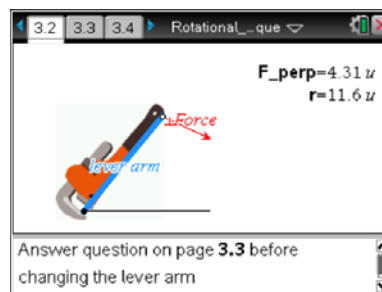 3.2 3.3 3.4 Rotational_...que
F_perp=4.31 u
r=11.6 u
Force
lever arm
Answer question on page 3.3 before
changing the lever arm